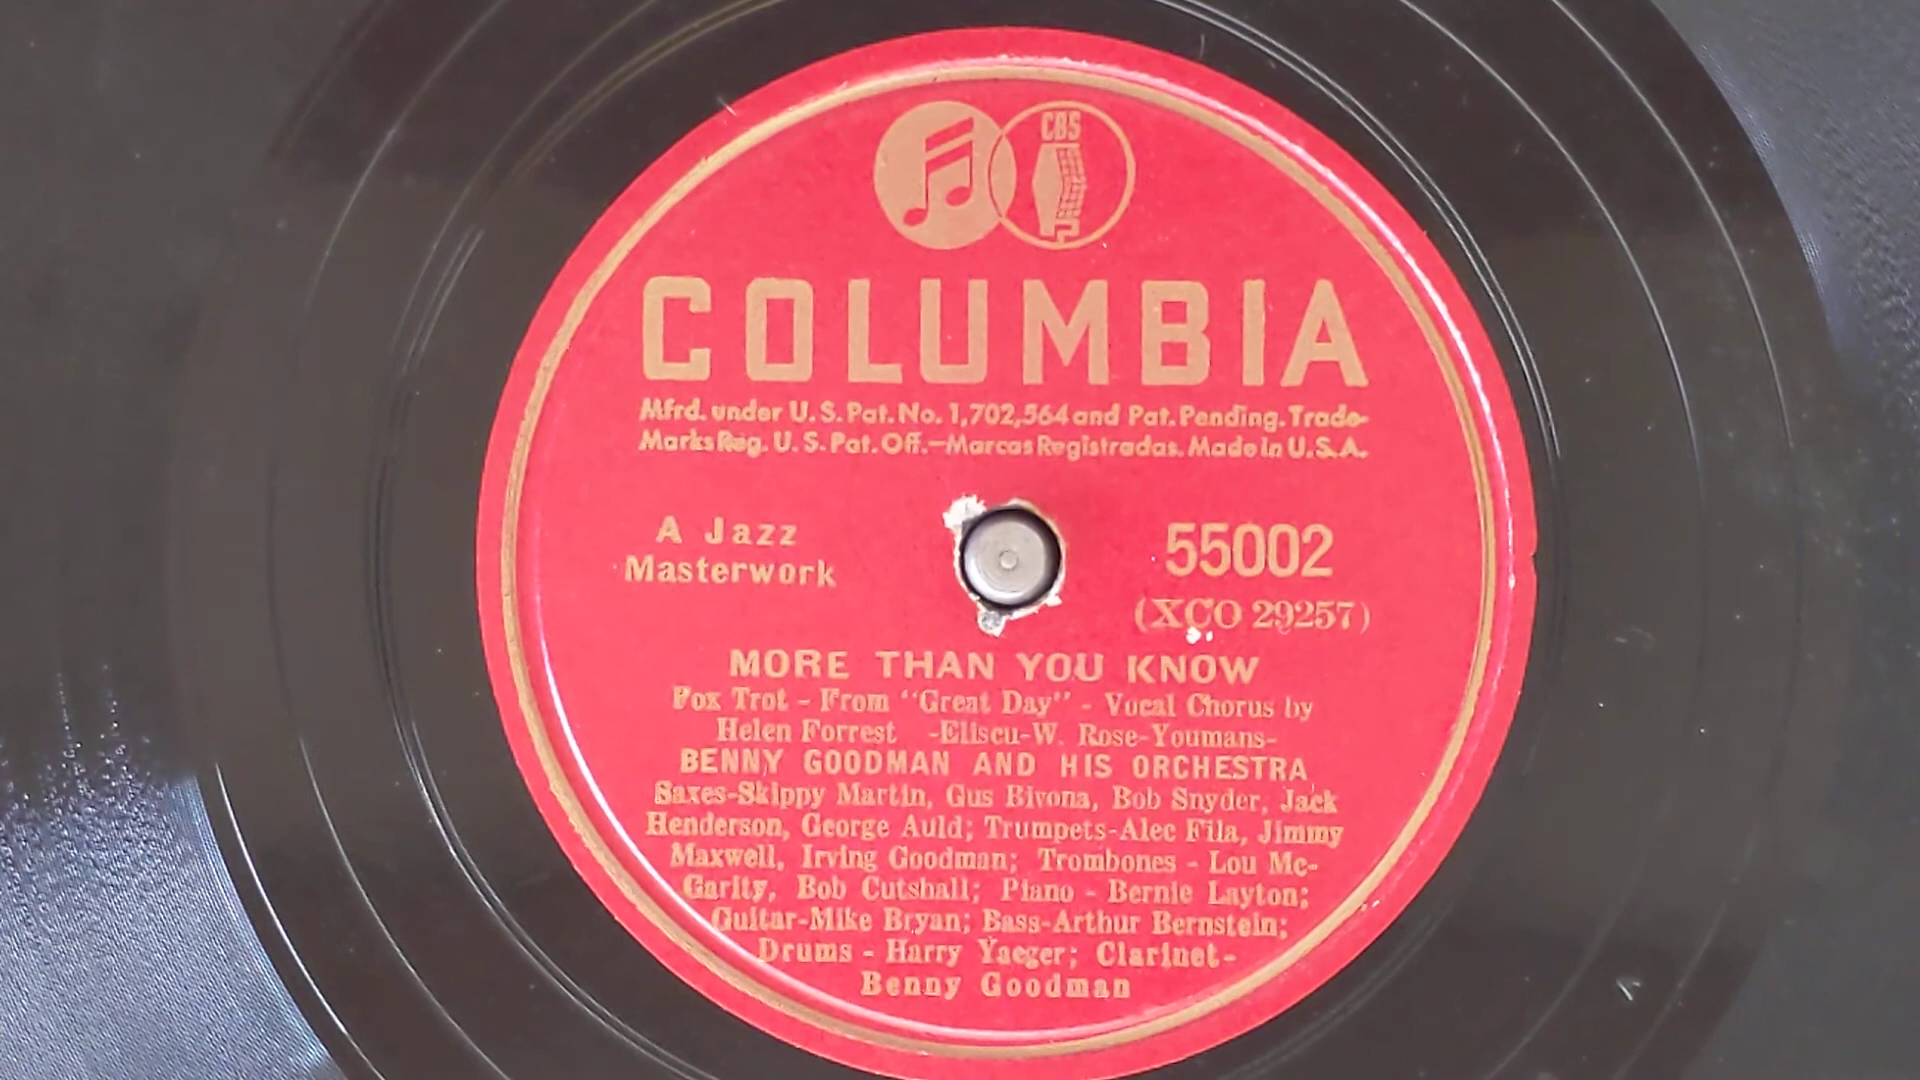 CBS
COLUMBIA
Mfrd. under U. S. Pat. No. 1,702,564 and Pat. Pending. Trade-
Marks Reg. U. S. Pat. Off.—Marcas Registradas. Made in U.S.A.
A Jazz
Masterwork
55002
(XCO 29257)
MORE THAN YOU KNOW
Fox Trot - From "Great Day" - Vocal Chorus by
Helen Forrest -Eliscu-W. Rose-Youmans-
BENNY GOODMAN AND HIS ORCHESTRA
Saxes-Skippy Martin, Gus Bivona, Bob Snyder, Jack
Henderson, George Auld; Trumpets-Alec Fila, Jimmy
Maxwell, Irving Goodman; Trombones - Lou Mc-
Garity, Bob Cutshall; Piano - Bernie Layton;
Guitar-Mike Bryan; Bass-Arthur Bernstein;
Drums - Harry Yaeger; Clarinet-
Benny Goodman